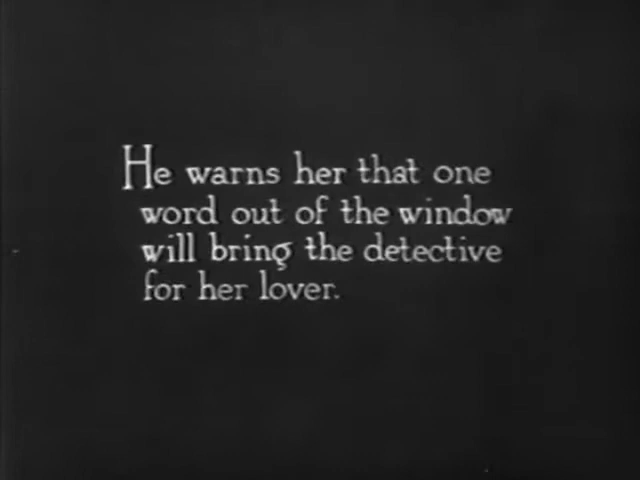 He warns her that one
word out of the window
will bring the detective
for her lover.